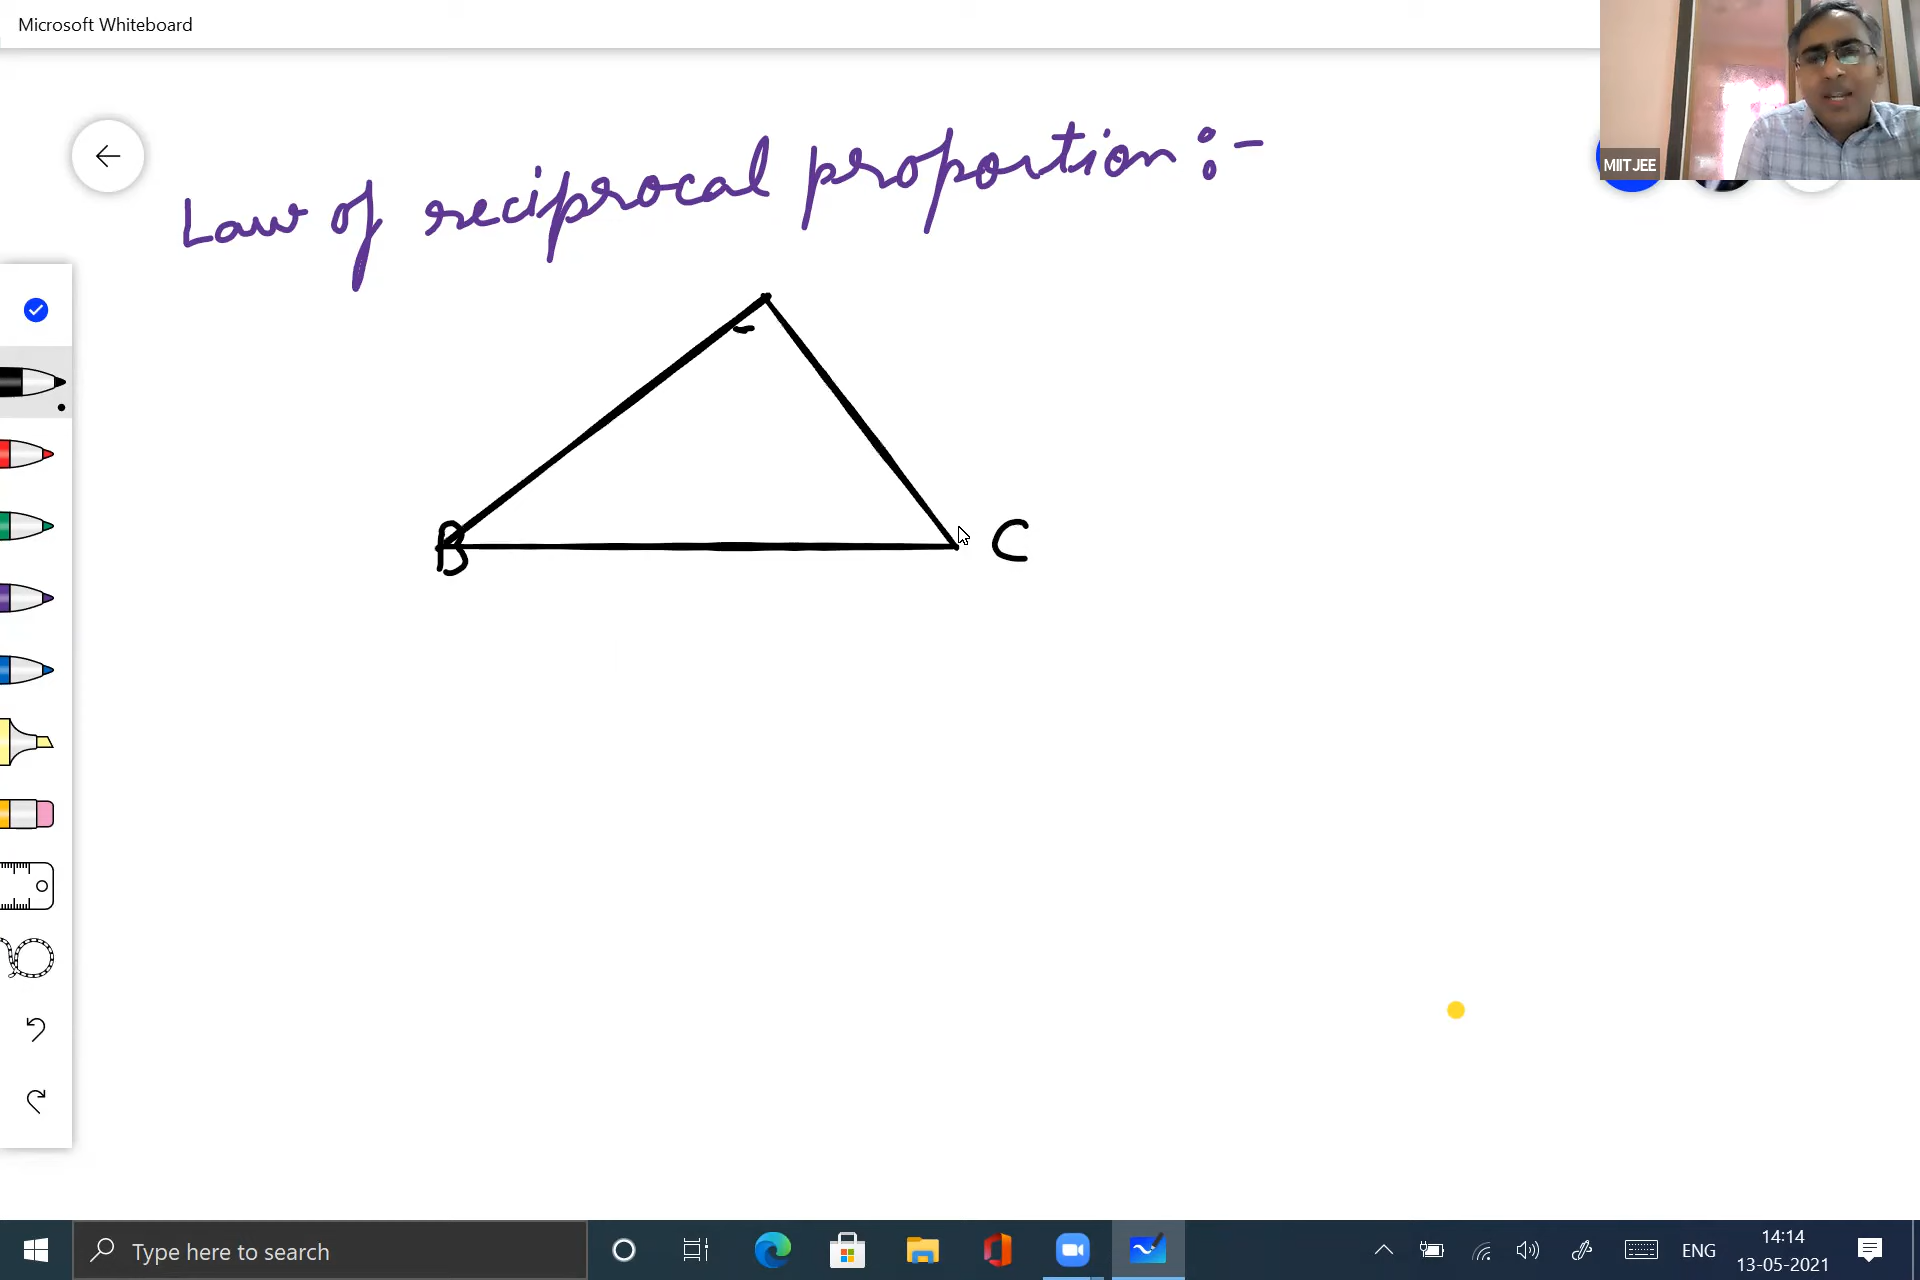 Microsoft Whiteboard
MIIT JEE
Law of reciprocal proportion :-
B
C
Type here to search
ENG
14:14
13-05-2021